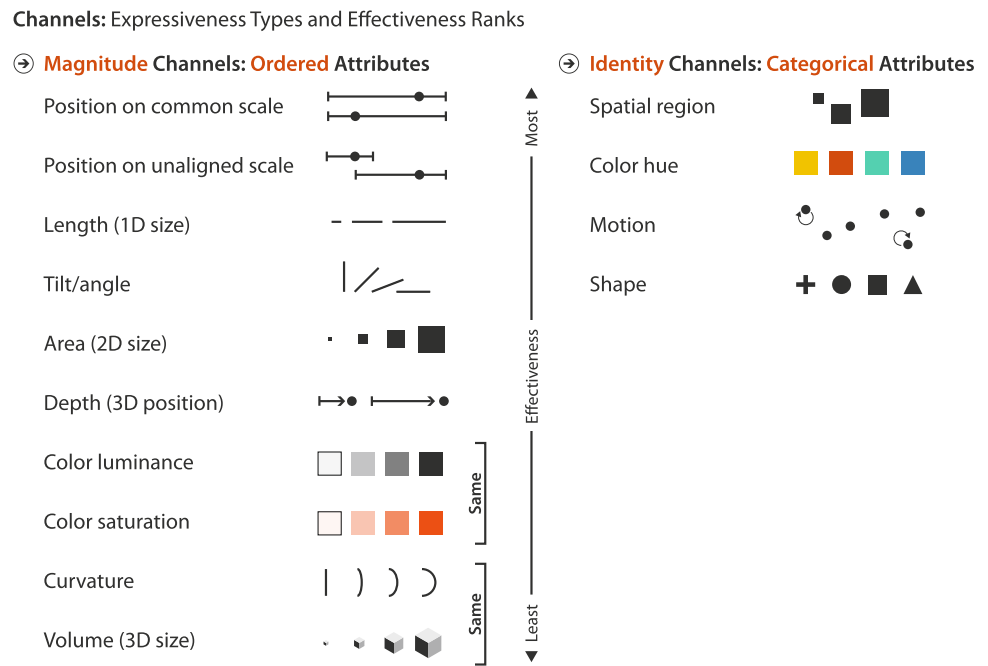 Channels: Expressiveness Types and Effectiveness Ranks
Magnitude Channels: Ordered Attributes
Position on common scale
Position on unaligned scale
Length (1D size)
Tilt/angle
Area (2D size)
Depth (3D position)
Color luminance
Color saturation
Curvature
Volume (3D size)
Same
Same
Most
Effectiveness
Least
Identity Channels: Categorical Attributes
Spatial region
Color hue
Motion
Shape